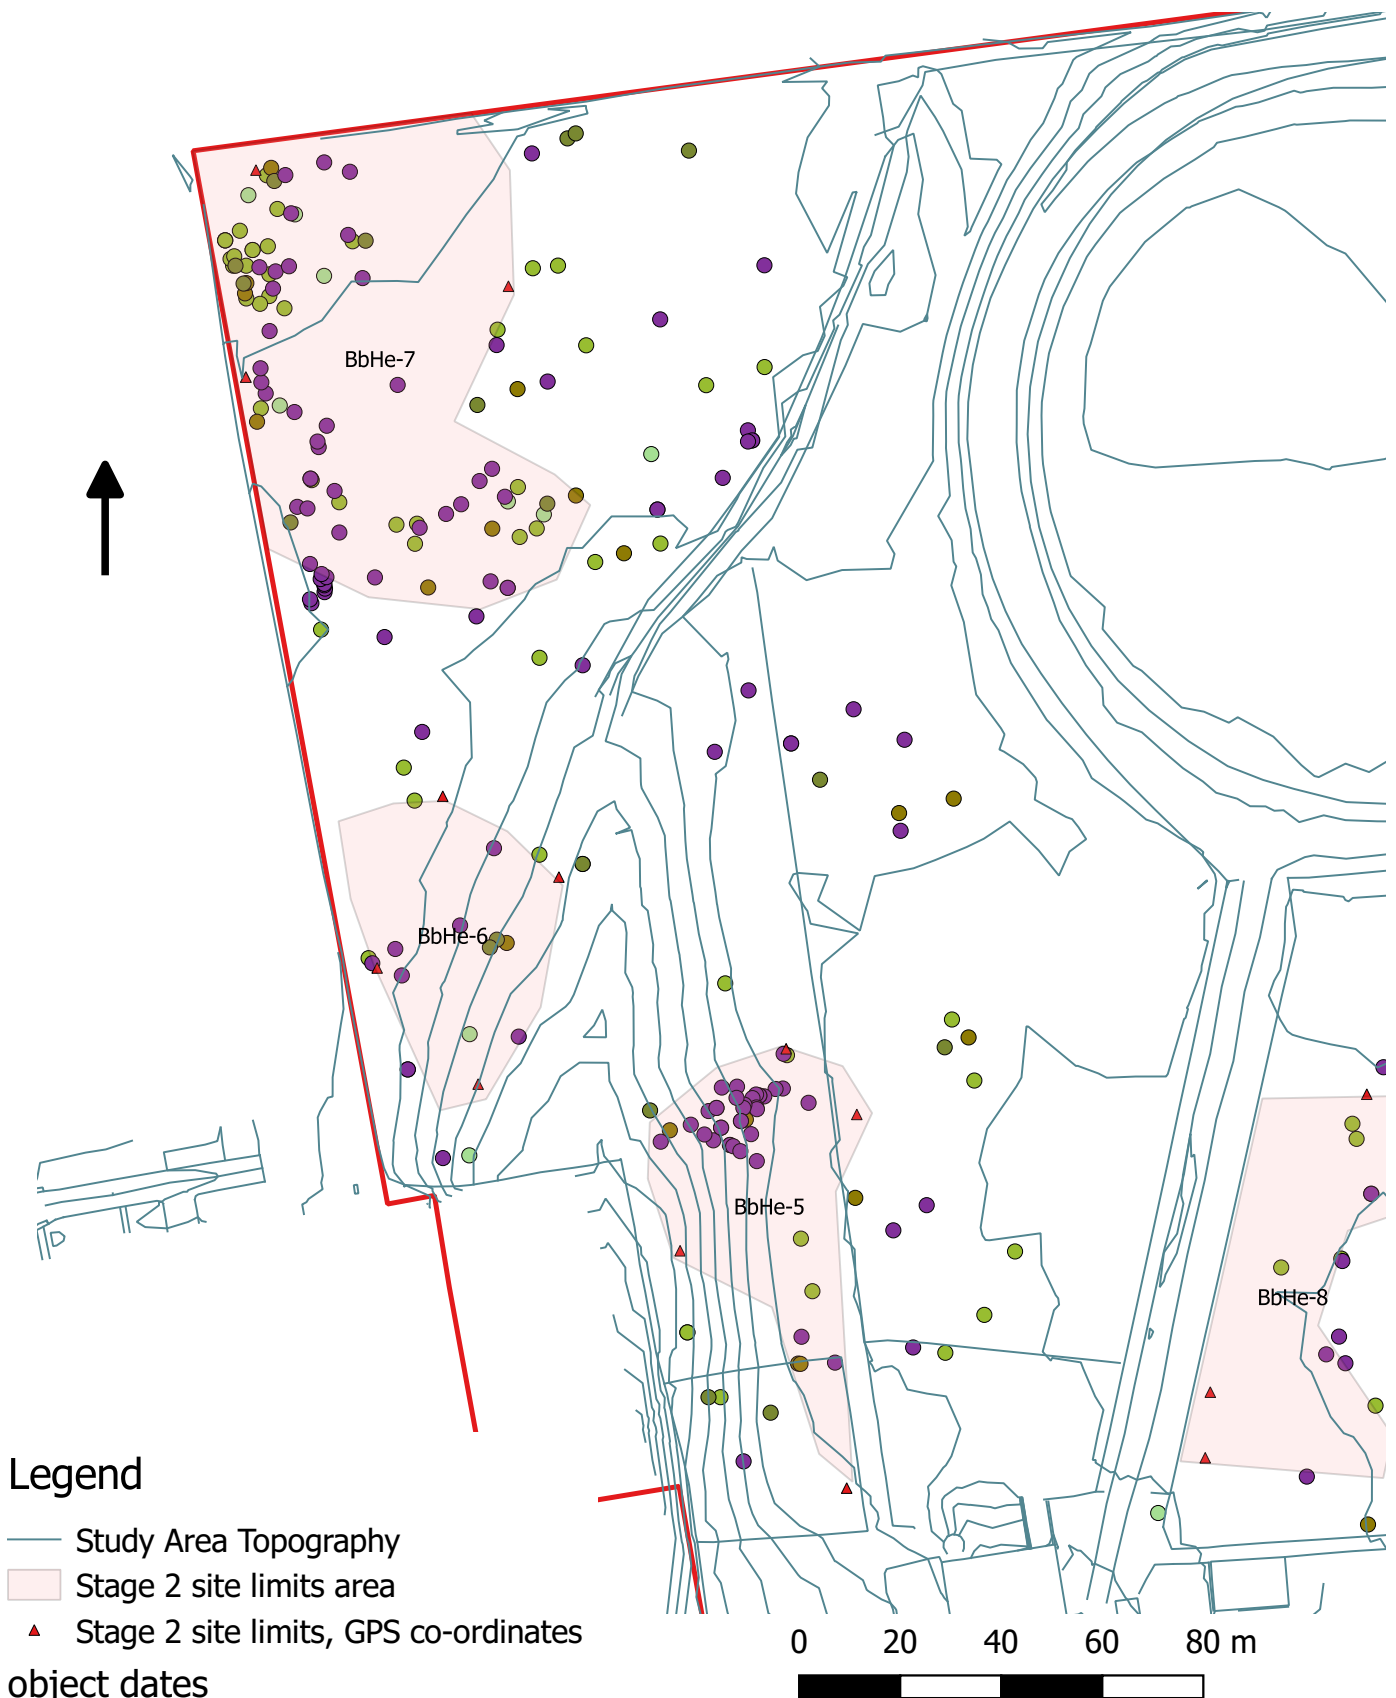 BbHe-7
BbHe-6
BbHe-5
BbHe-8
Legend
Study Area Topography
Stage 2 site limits area
Stage 2 site limits, GPS co-ordinates
object dates
0 20 40 60 80 m